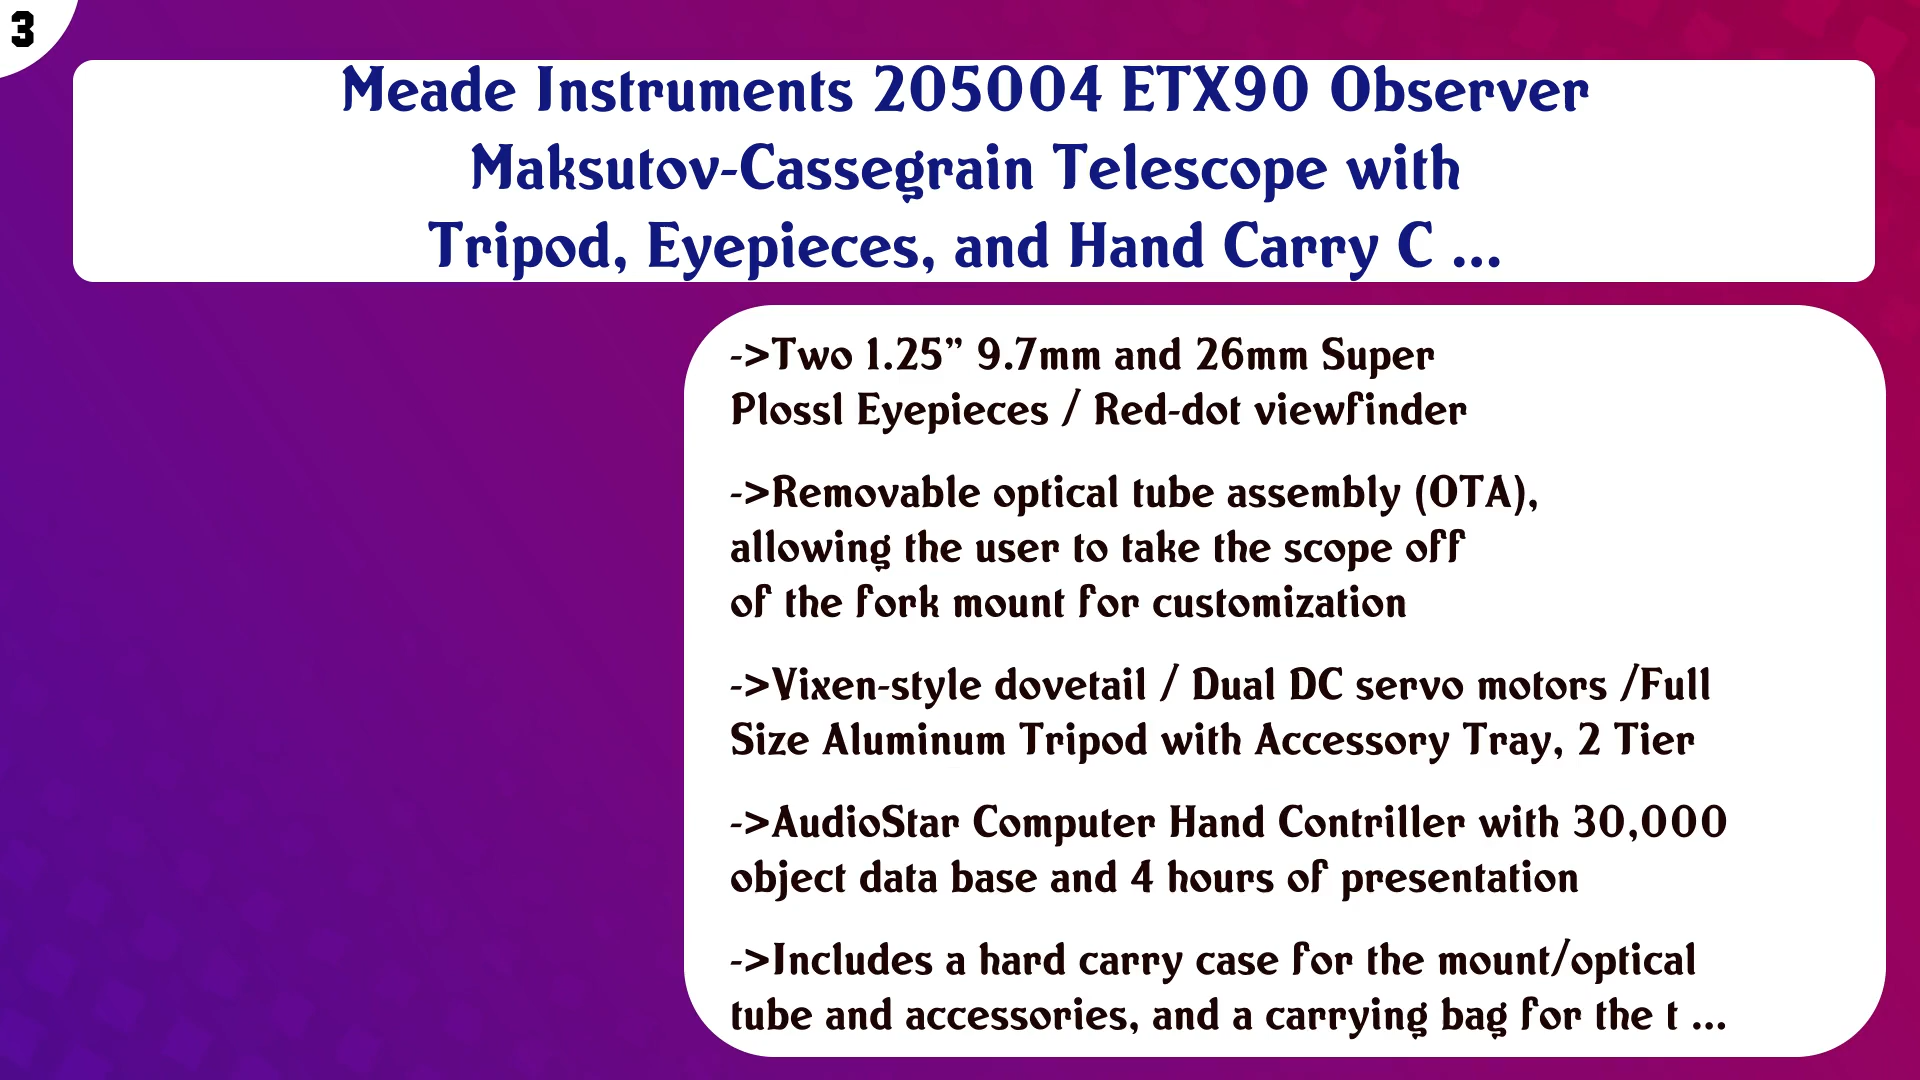 3
Meade Instruments 205004 ETX90 Observer
Maksutov-Cassegrain Telescope with
Tripod, Eyepieces, and Hand Carry C ...
->Two 1.25” 9.7mm and 26mm Super
Plossl Eyepieces / Red-dot viewfinder
->Removable optical tube assembly (OTA),
allowing the user to take the scope off
of the fork mount for customization
->Vixen-style dovetail / Dual DC servo motors /Full
Size Aluminum Tripod with Accessory Tray, 2 Tier
->AudioStar Computer Hand Contriller with 30,000
object data base and 4 hours of presentation
->Includes a hard carry case for the mount/optical
tube and accessories, and a carrying bag for the t ...